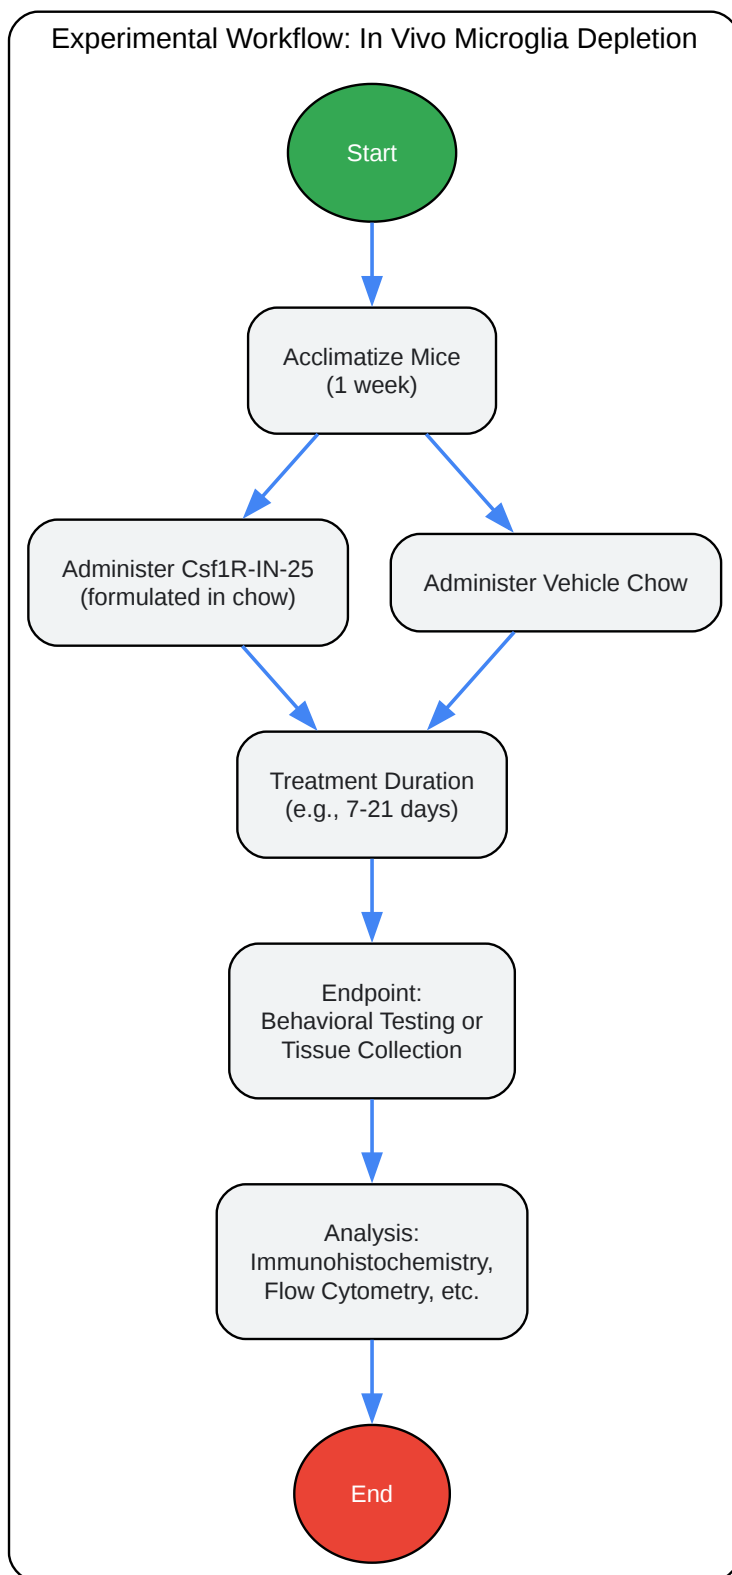 Experimental Workflow: In Vivo Microglia Depletion
Start
Acclimatize Mice
(1 week)
Administer Csf1R-IN-25
(formulated in chow)
Administer Vehicle Chow
Treatment Duration
(e.g., 7-21 days)
Endpoint:
Behavioral Testing or
Tissue Collection
Analysis:
Immunohistochemistry,
Flow Cytometry, etc.
End